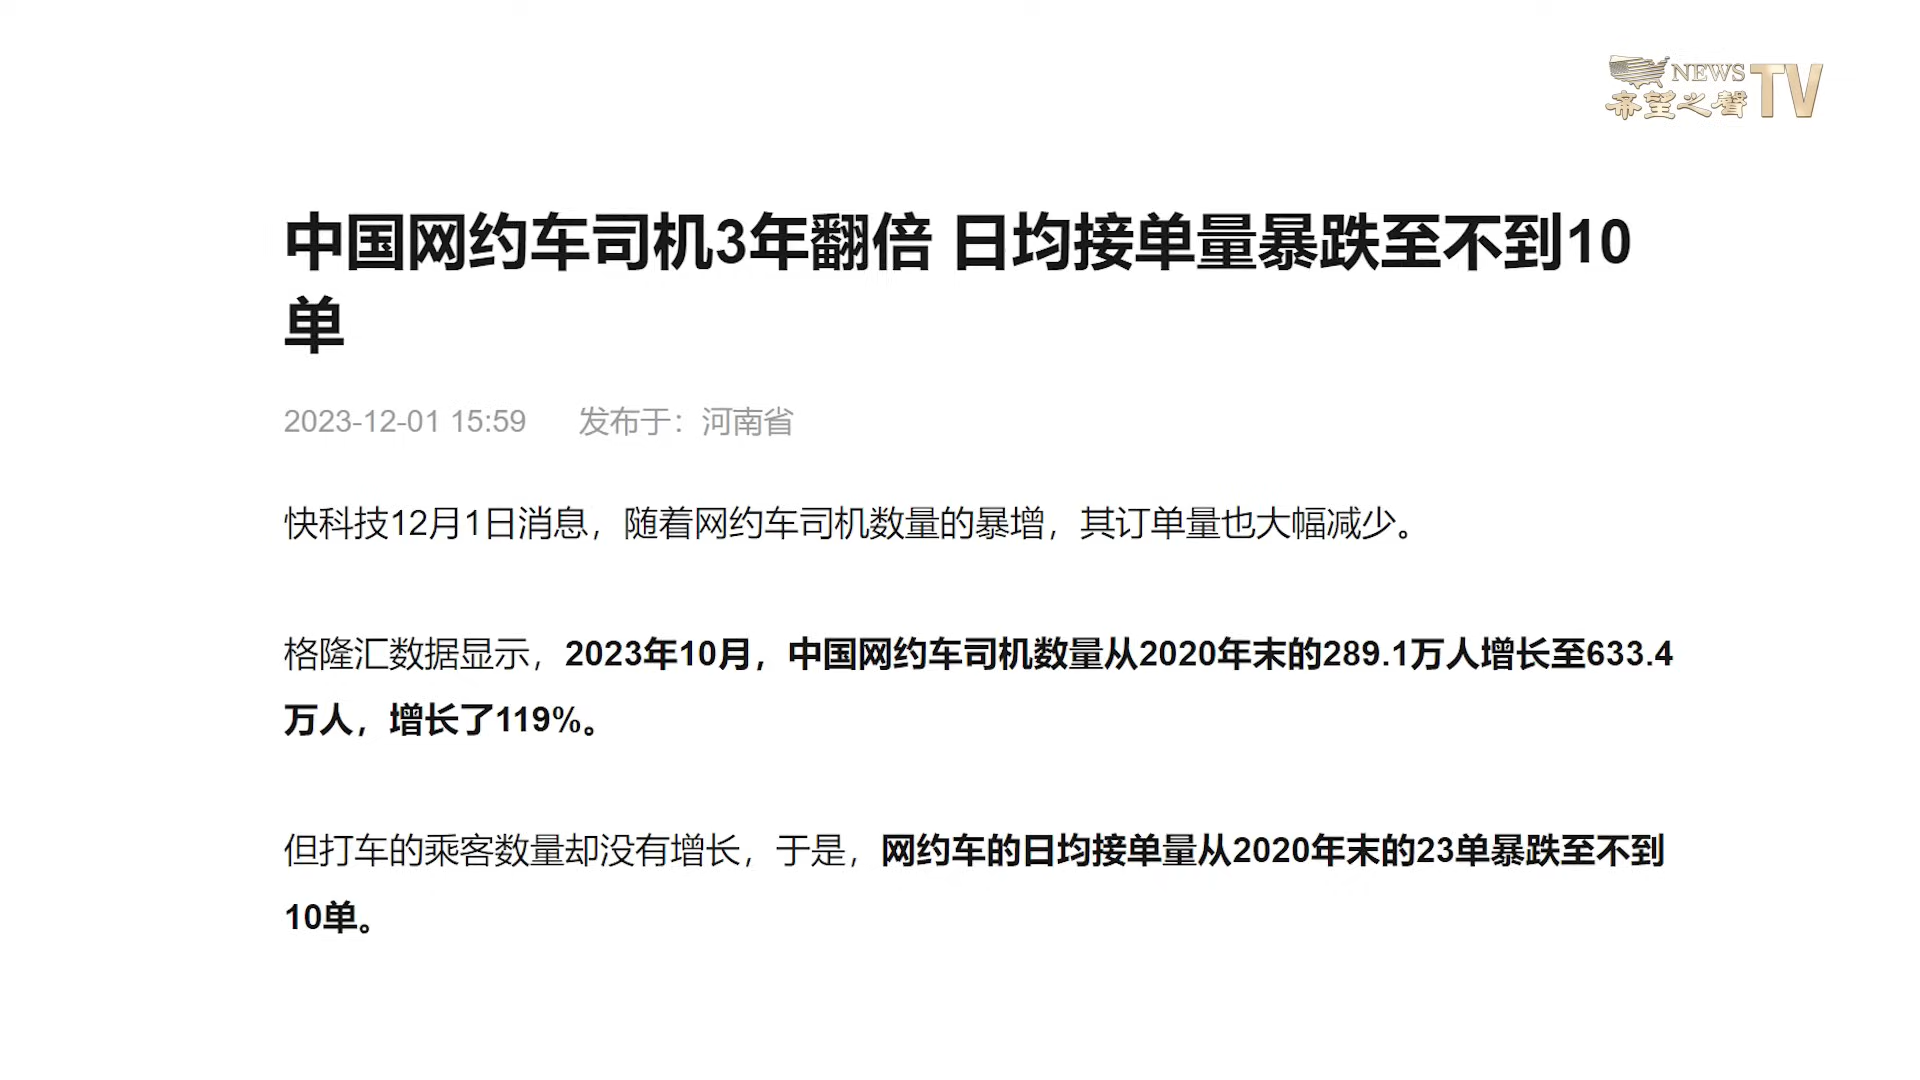 NEWS
希望之聲TV
中国网约车司机3年翻倍 日均接单量暴跌至不到10
单
2023-12-01 15:59 发布于：河南省
快科技12月1日消息，随着网约车司机数量的暴增，其订单量也大幅减少。
格隆汇数据显示，2023年10月，中国网约车司机数量从2020年末的289.1万人增长至633.4
万人，增长了119%。
但打车的乘客数量却没有增长，于是，网约车的日均接单量从2020年末的23单暴跌至不到
10单。